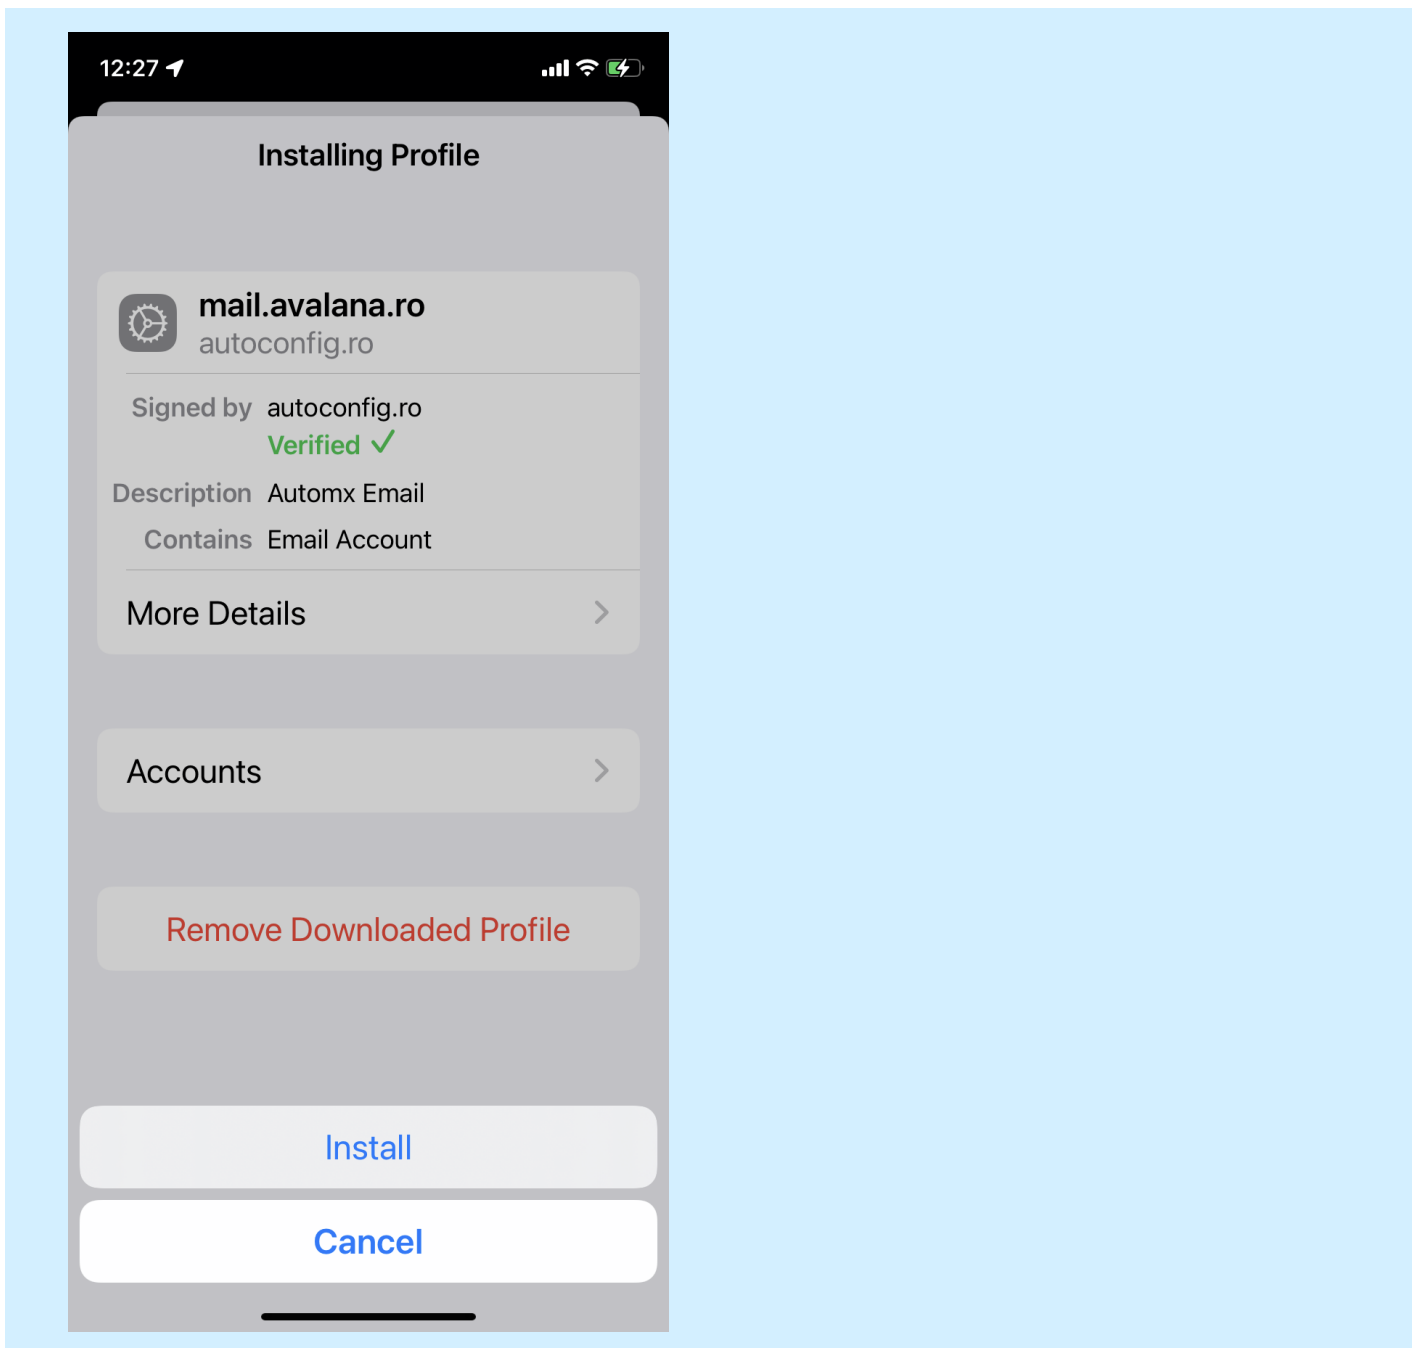 12:27
Installing Profile
mail.avalana.ro
autoconfig.ro
Signed by autoconfig.ro
Verified ✓
Description Automx Email
Contains Email Account
More Details
Accounts
Remove Downloaded Profile
Install
Cancel